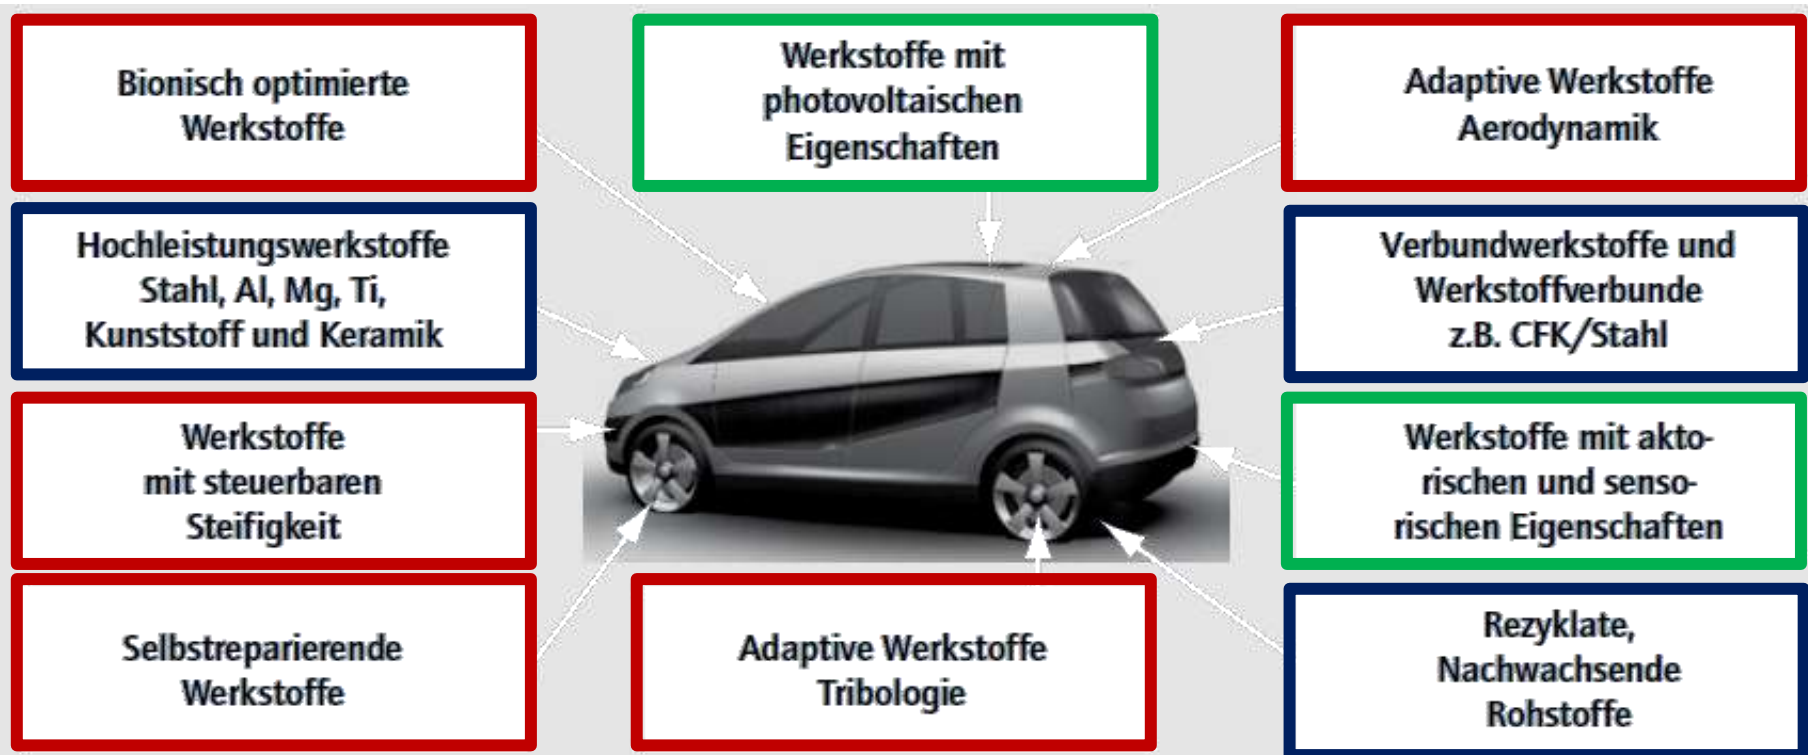 Bionisch optimierte
Werkstoffe
Werkstoffe mit
photovoltaischen
Eigenschaften
Adaptive Werkstoffe
Aerodynamik
Hochleistungswerkstoffe
Stahl, Al, Mg, Ti,
Kunststoff und Keramik
Verbundwerkstoffe und
Werkstoffverbunde
z.B. CFK/Stahl
Werkstoffe
mit steuerbaren
Steifigkeit
Werkstoffe mit akto-
rischen und senso-
rischen Eigenschaften
Selbstreparierende
Werkstoffe
Adaptive Werkstoffe
Tribologie
Rezyklate,
Nachwachsende
Rohstoffe